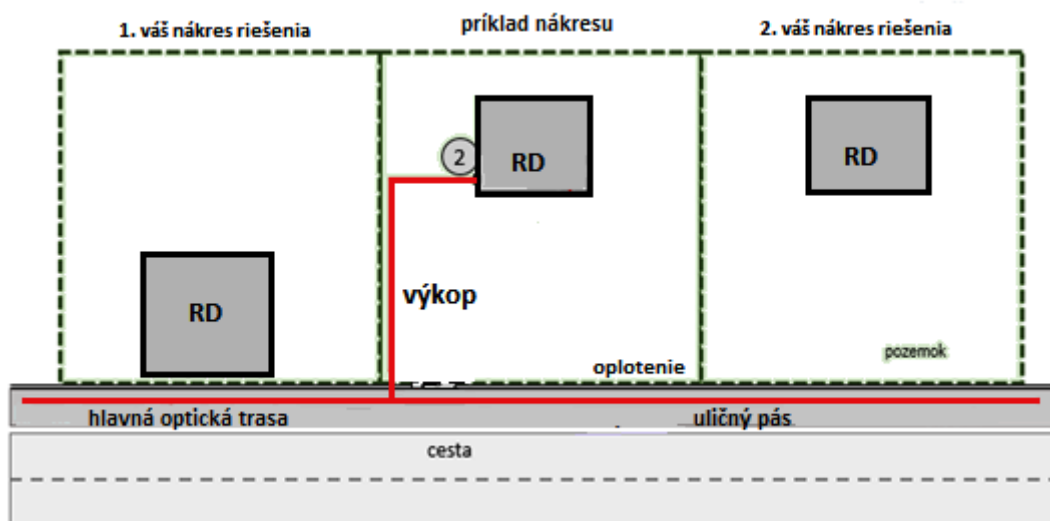 1. váš nákres riešenia
príklad nákresu
2. váš nákres riešenia
2
RD
RD
výkop
RD
pozemok
oplotenie
hlavná optická trasa
uličný pás
cesta